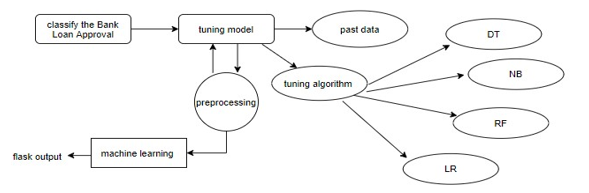 classify the Bank
Loan Approval
tuning model
past data
DT
NB
tuning algorithm
preprocessing
RF
machine learning
flask output
LR